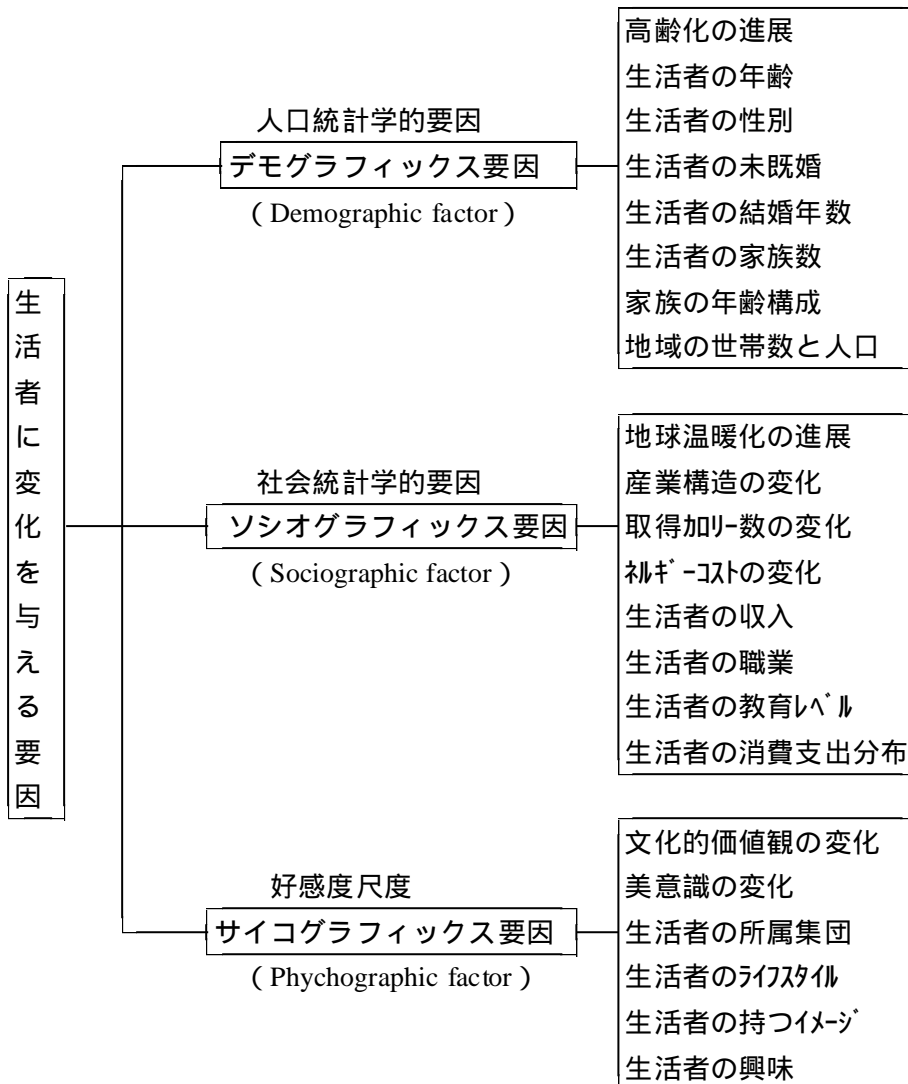 生活者に変化を与える要因
人口統計学的要因
デモグラフィックス要因
(Demographic factor)
高齢化の進展
生活者の年齢
生活者の性別
生活者の未既婚
生活者の結婚年数
生活者の家族数
家族の年齢構成
地域の世帯数と人口
社会統計学的要因
ソシオグラフィックス要因
(Sociographic factor)
地球温暖化の進展
産業構造の変化
取得加リー数の変化
ネルギーコストの変化
生活者の収入
生活者の職業
生活者の教育レベル
生活者の消費支出分布
好感度尺度
サイコグラフィックス要因
(Phychographic factor)
文化的価値観の変化
美意識の変化
生活者の所属集団
生活者のライフスタイル
生活者の持つイメージ
生活者の興味